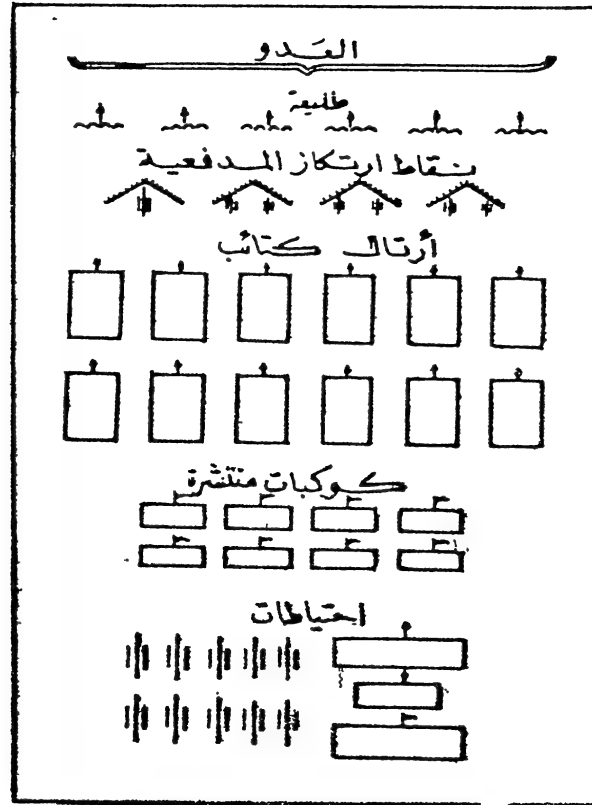 العدو
طليعة
نقاط ارتكاز المدفعية
أرتال كتائب
كوكبات منتشرة
احتياطات